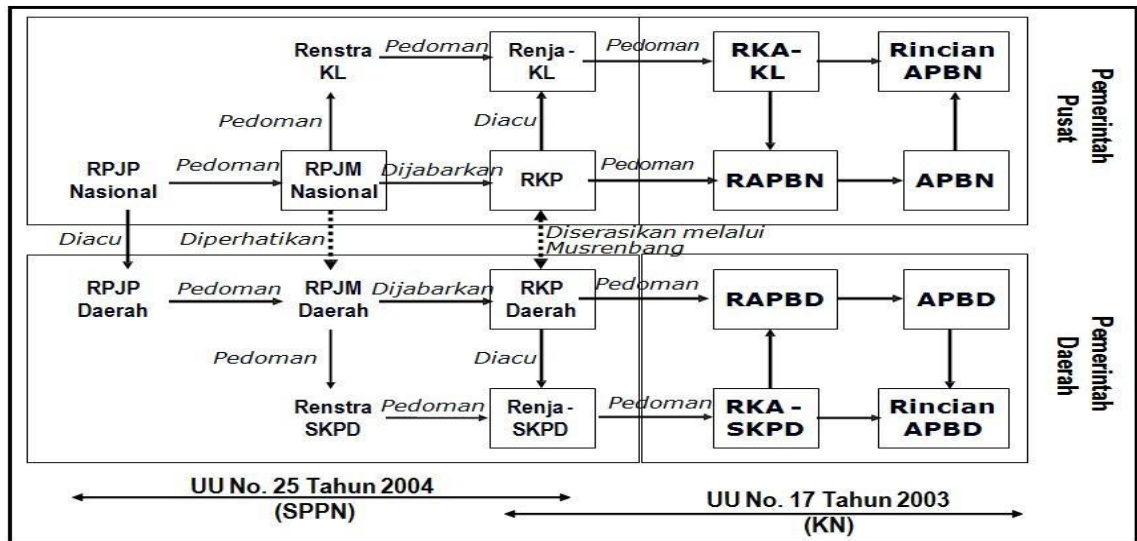 Renstra
KL
Pedoman
Renja -
KL
Pedoman
RKA-
KL
Rincian
APBN
Pemerintah
Pusat
Pedoman
Diacu
RPJP
Nasional
Pedoman
RPJM
Nasional
Dijabarkan
RKP
Pedoman
RAPBN
APBN
Diacu
Diperhatikan
Diserasikan melalui
Musrenbang
RPJP
Daerah
Pedoman
RPJM
Daerah
Dijabarkan
RKP
Daerah
Pedoman
RAPBD
APBD
Pemerintah
Daerah
Pedoman
Diacu
Renstra
SKPD
Pedoman
Renja-
SKPD
Pedoman
RKA -
SKPD
Rincian
APBD
UU No. 25 Tahun 2004
(SPPN)
UU No. 17 Tahun 2003
(KN)